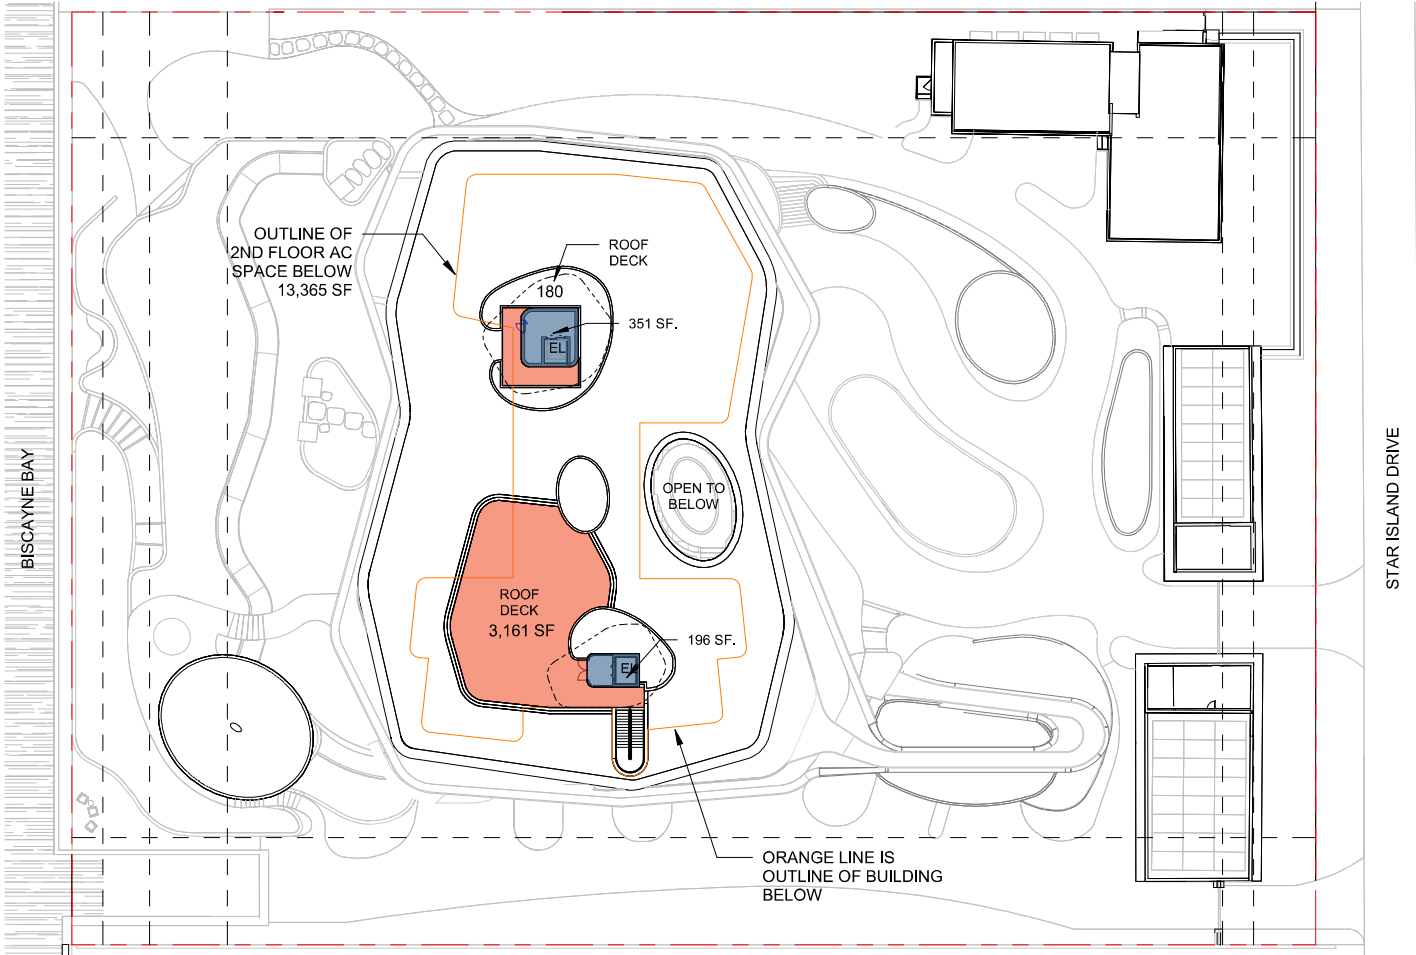 OUTLINE OF
2ND FLOOR AC
SPACE BELOW
13,365 SF
ROOF
DECK
180
351 SF.
EL
OPEN TO
BELOW
ROOF
DECK
3,161 SF
196 SF.
EL
ORANGE LINE IS
OUTLINE OF BUILDING
BELOW
BISCAYNE BAY
STAR ISLAND DRIVE